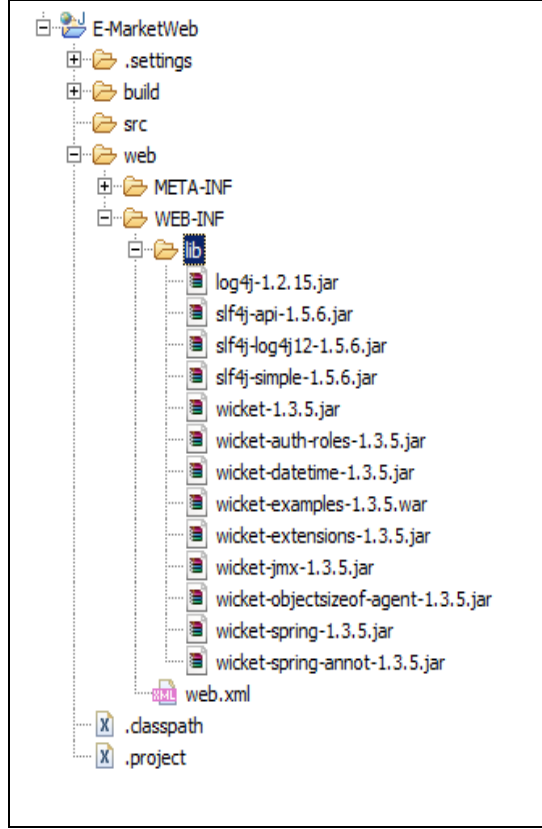 E-MarketWeb
.settings
build
src
web
META-INF
WEB-INF
lib
log4j-1.2.15.jar
slf4j-api-1.5.6.jar
slf4j-log4j12-1.5.6.jar
slf4j-simple-1.5.6.jar
wicket-1.3.5.jar
wicket-auth-roles-1.3.5.jar
wicket-datetime-1.3.5.jar
wicket-examples-1.3.5.war
wicket-extensions-1.3.5.jar
wicket-jmx-1.3.5.jar
wicket-objectsizeof-agent-1.3.5.jar
wicket-spring-1.3.5.jar
wicket-spring-annot-1.3.5.jar
XML web.xml
X .classpath
X .project